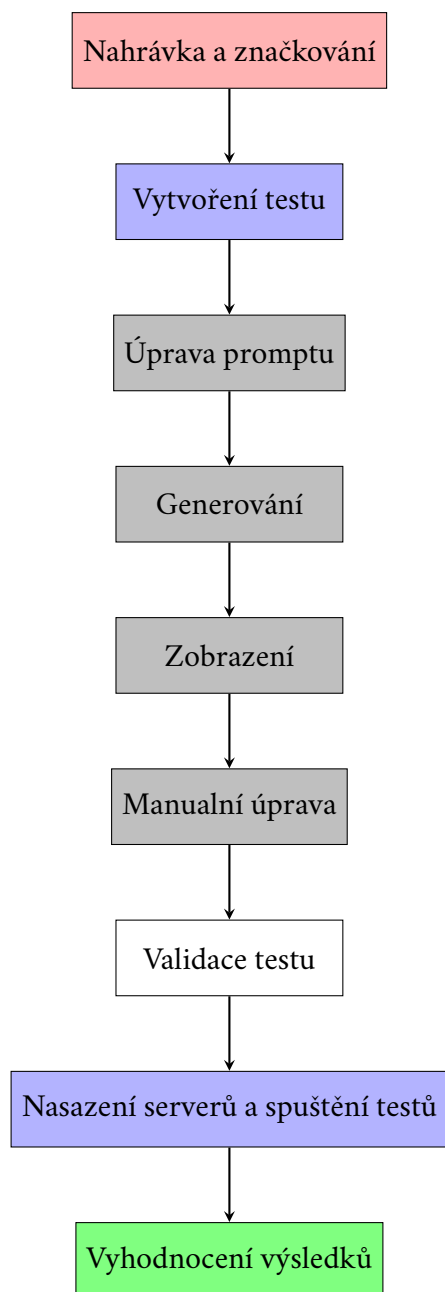 Nahrávka a značkování
Vytvoření testu
Úprava promptu
Generování
Zobrazení
Manualní úprava
Validace testu
Nasazení serverů a spuštění testů
Vyhodnocení výsledků